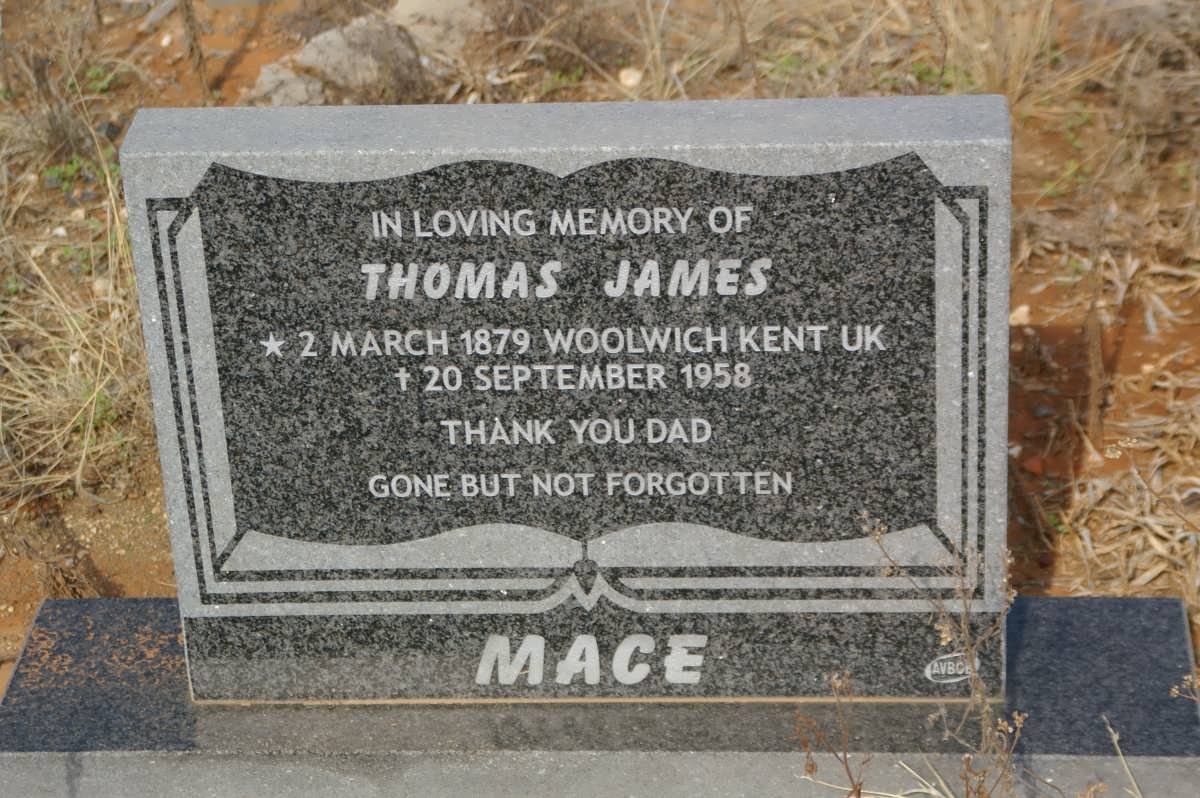 IN LOVING MEMORY OF
THOMAS JAMES
★ 2 MARCH 1879 WOOLWICH KENT UK
† 20 SEPTEMBER 1958
THANK YOU DAD
GONE BUT NOT FORGOTTEN
MACE
AVBOB